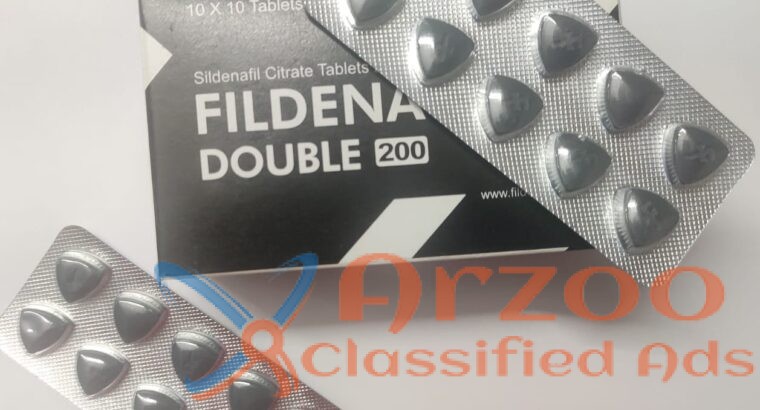 10 X 10 Tablets
Sildenafil Citrate Tablets
FILDENA
DOUBLE 200
Arzoo
Classified Ads